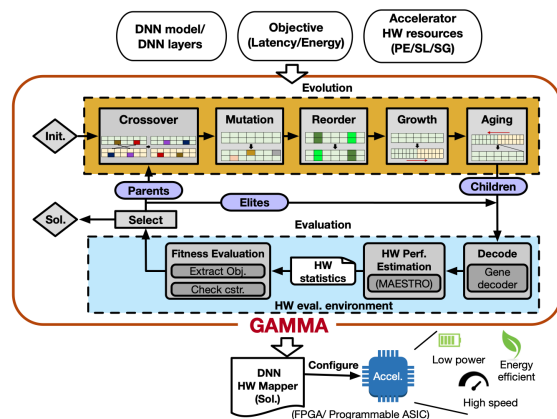 DNN model/
DNN layers
Objective
(Latency/Energy)
Accelerator
HW resources
(PE/SL/SG)
Evolution
Init.
Crossover
Mutation
Reorder
Growth
Aging
Parents
Elites
Children
Sol.
Select
Evaluation
Fitness Evaluation
Extract Obj.
Check cstr.
HW
statistics
HW Perf.
Estimation
(MAESTRO)
Decode
Gene
decoder
HW eval. environment
GAMMA
DNN
HW Mapper
(Sol.)
Configure
Accel.
(FPGA/ Programmable ASIC)
Low power
Energy
efficient
High speed